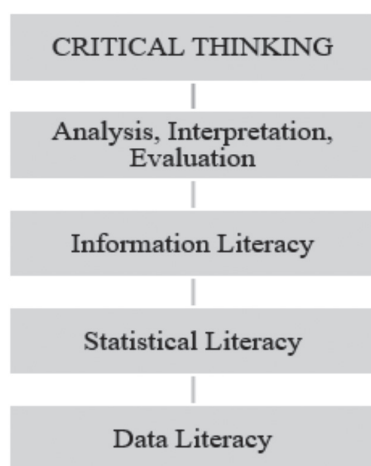 CRITICAL THINKING
Analysis, Interpretation,
Evaluation
Information Literacy
Statistical Literacy
Data Literacy